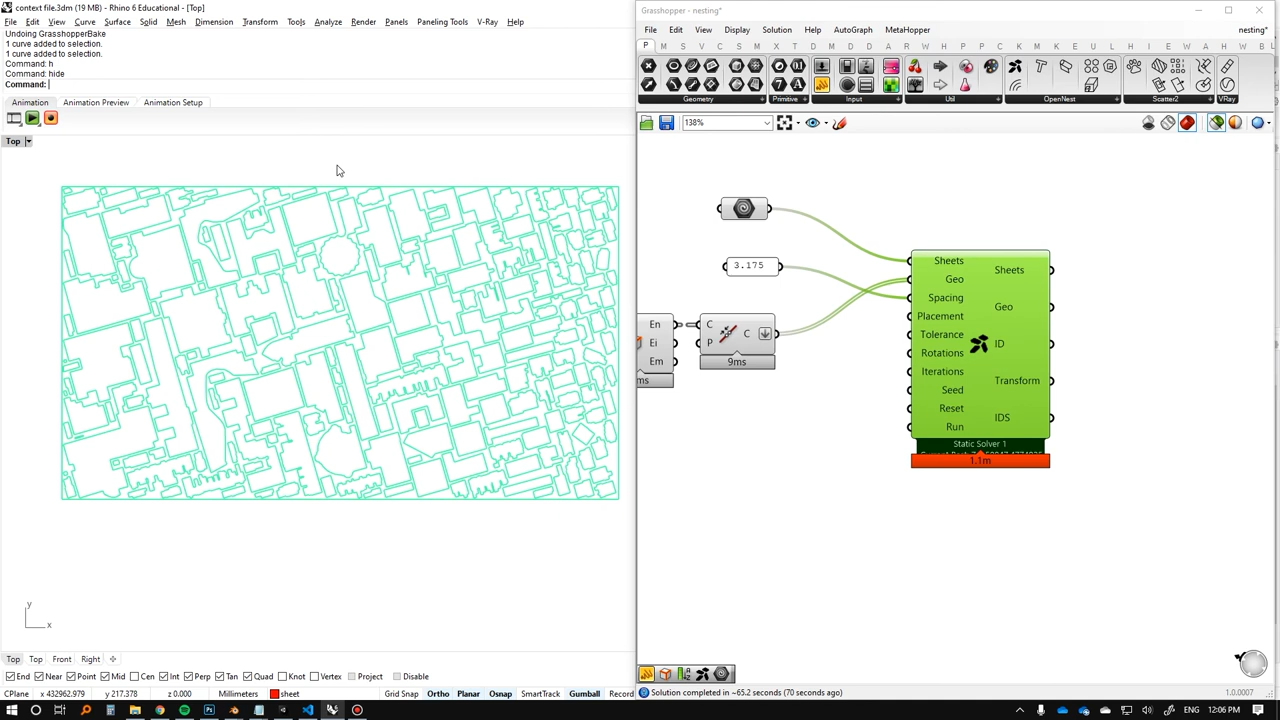 context file.3dm (19 MB) - Rhino 6 Educational - [Top]
File Edit View Curve Surface Solid Mesh Dimension Transform Tools Analyze Render Panels Paneling Tools V-Ray Help
Undoing GrasshopperBake
1 curve added to selection.
1 curve added to selection.
Command: h
Command: hide
Command:
Animation Animation Preview Animation Setup
Top
y
x
Top Top Front Right
End Near Point Mid Cen Int Perp Tan Quad Knot Vertex Project Disable
CPlane x 432962.979 y 217.378 z 0.000 Millimeters sheet Grid Snap Ortho Planar Osnap SmartTrack Gumball Record
Grasshopper - nesting*
File Edit View Display Solution Help AutoGraph MetaHopper nesting*
Geometry Primitive Input Util OpenNest Scatter2 VRay
138%
3.175
En
Ei
Em
ms
C
P
C
9ms
Sheets
Geo
Spacing
Placement
Tolerance
Rotations
Iterations
Seed
Reset
Run
Sheets
Geo
ID
Transform
IDS
Static Solver 1
1.1m
Solution completed in ~65.2 seconds (70 seconds ago)
1.0.0007
ENG 12:06 PM